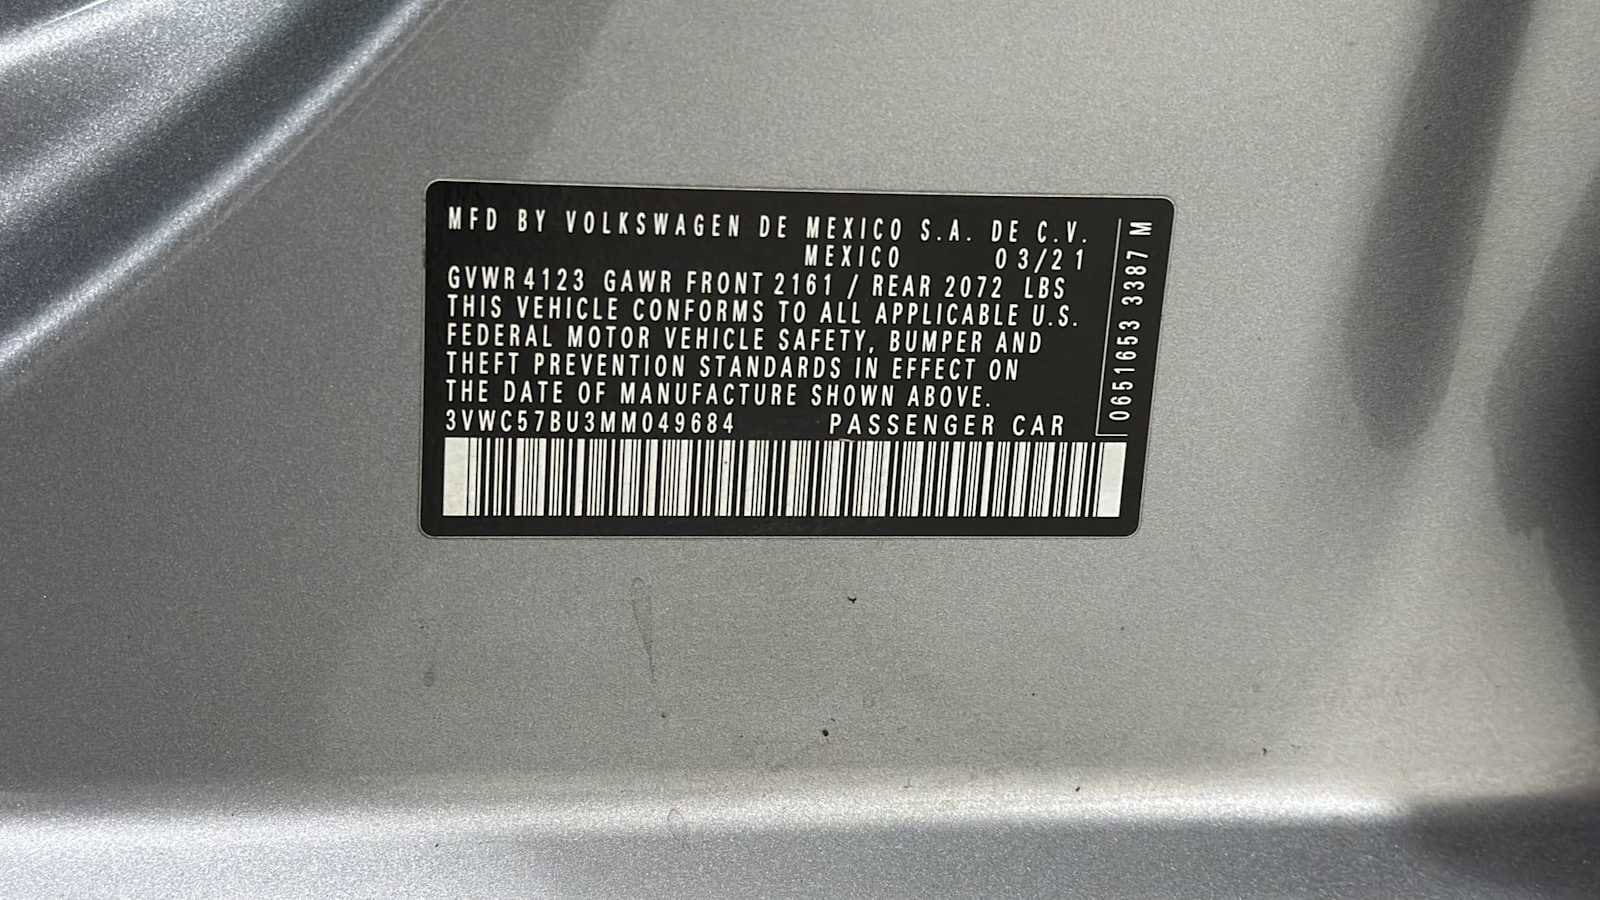 MFD BY VOLKSWAGEN DE MEXICO S.A. DE C.V.
MEXICO 03/21
GVWR 4123 GAWR FRONT 2161 / REAR 2072 LBS
THIS VEHICLE CONFORMS TO ALL APPLICABLE U.S.
FEDERAL MOTOR VEHICLE SAFETY, BUMPER AND
THEFT PREVENTION STANDARDS IN EFFECT ON
THE DATE OF MANUFACTURE SHOWN ABOVE.
3VWC57BU3MM049684 PASSENGER CAR
0651653 3387 M